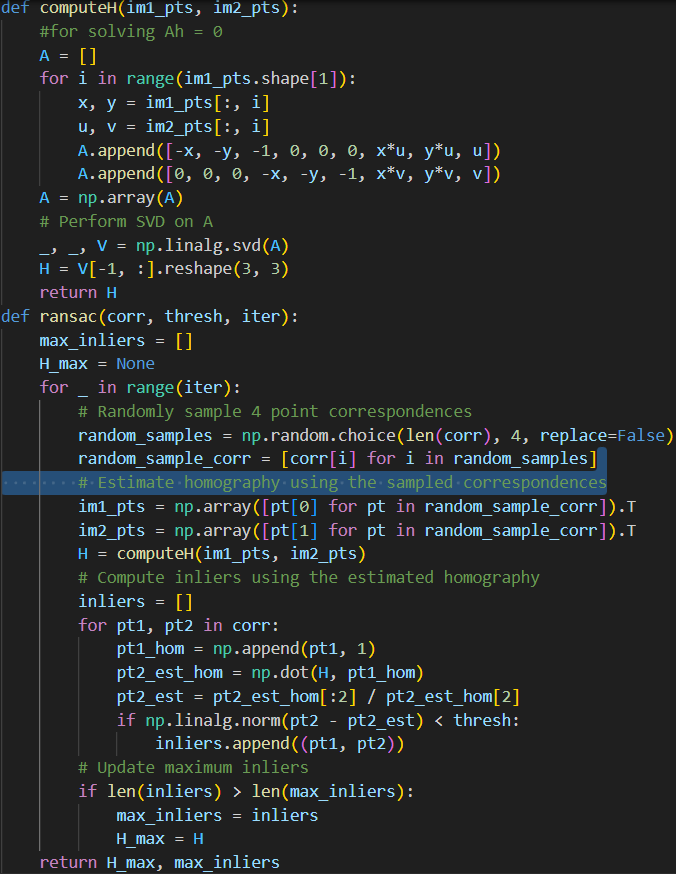 def computeH(im1_pts, im2_pts):
    #for solving Ah = 0
    A = []
    for i in range(im1_pts.shape[1]):
        x, y = im1_pts[:, i]
        u, v = im2_pts[:, i]
        A.append([-x, -y, -1, 0, 0, 0, x*u, y*u, u])
        A.append([0, 0, 0, -x, -y, -1, x*v, y*v, v])
    A = np.array(A)
    # Perform SVD on A
    _, _, V = np.linalg.svd(A)
    H = V[-1, :].reshape(3, 3)
    return H
def ransac(corr, thresh, iter):
    max_inliers = []
    H_max = None
    for _ in range(iter):
        # Randomly sample 4 point correspondences
        random_samples = np.random.choice(len(corr), 4, replace=False)
        random_sample_corr = [corr[i] for i in random_samples]
        # Estimate homography using the sampled correspondences
        im1_pts = np.array([pt[0] for pt in random_sample_corr]).T
        im2_pts = np.array([pt[1] for pt in random_sample_corr]).T
        H = computeH(im1_pts, im2_pts)
        # Compute inliers using the estimated homography
        inliers = []
        for pt1, pt2 in corr:
            pt1_hom = np.append(pt1, 1)
            pt2_est_hom = np.dot(H, pt1_hom)
            pt2_est = pt2_est_hom[:2] / pt2_est_hom[2]
            if np.linalg.norm(pt2 - pt2_est) < thresh:
                inliers.append((pt1, pt2))
        # Update maximum inliers
        if len(inliers) > len(max_inliers):
            max_inliers = inliers
            H_max = H
    return H_max, max_inliers